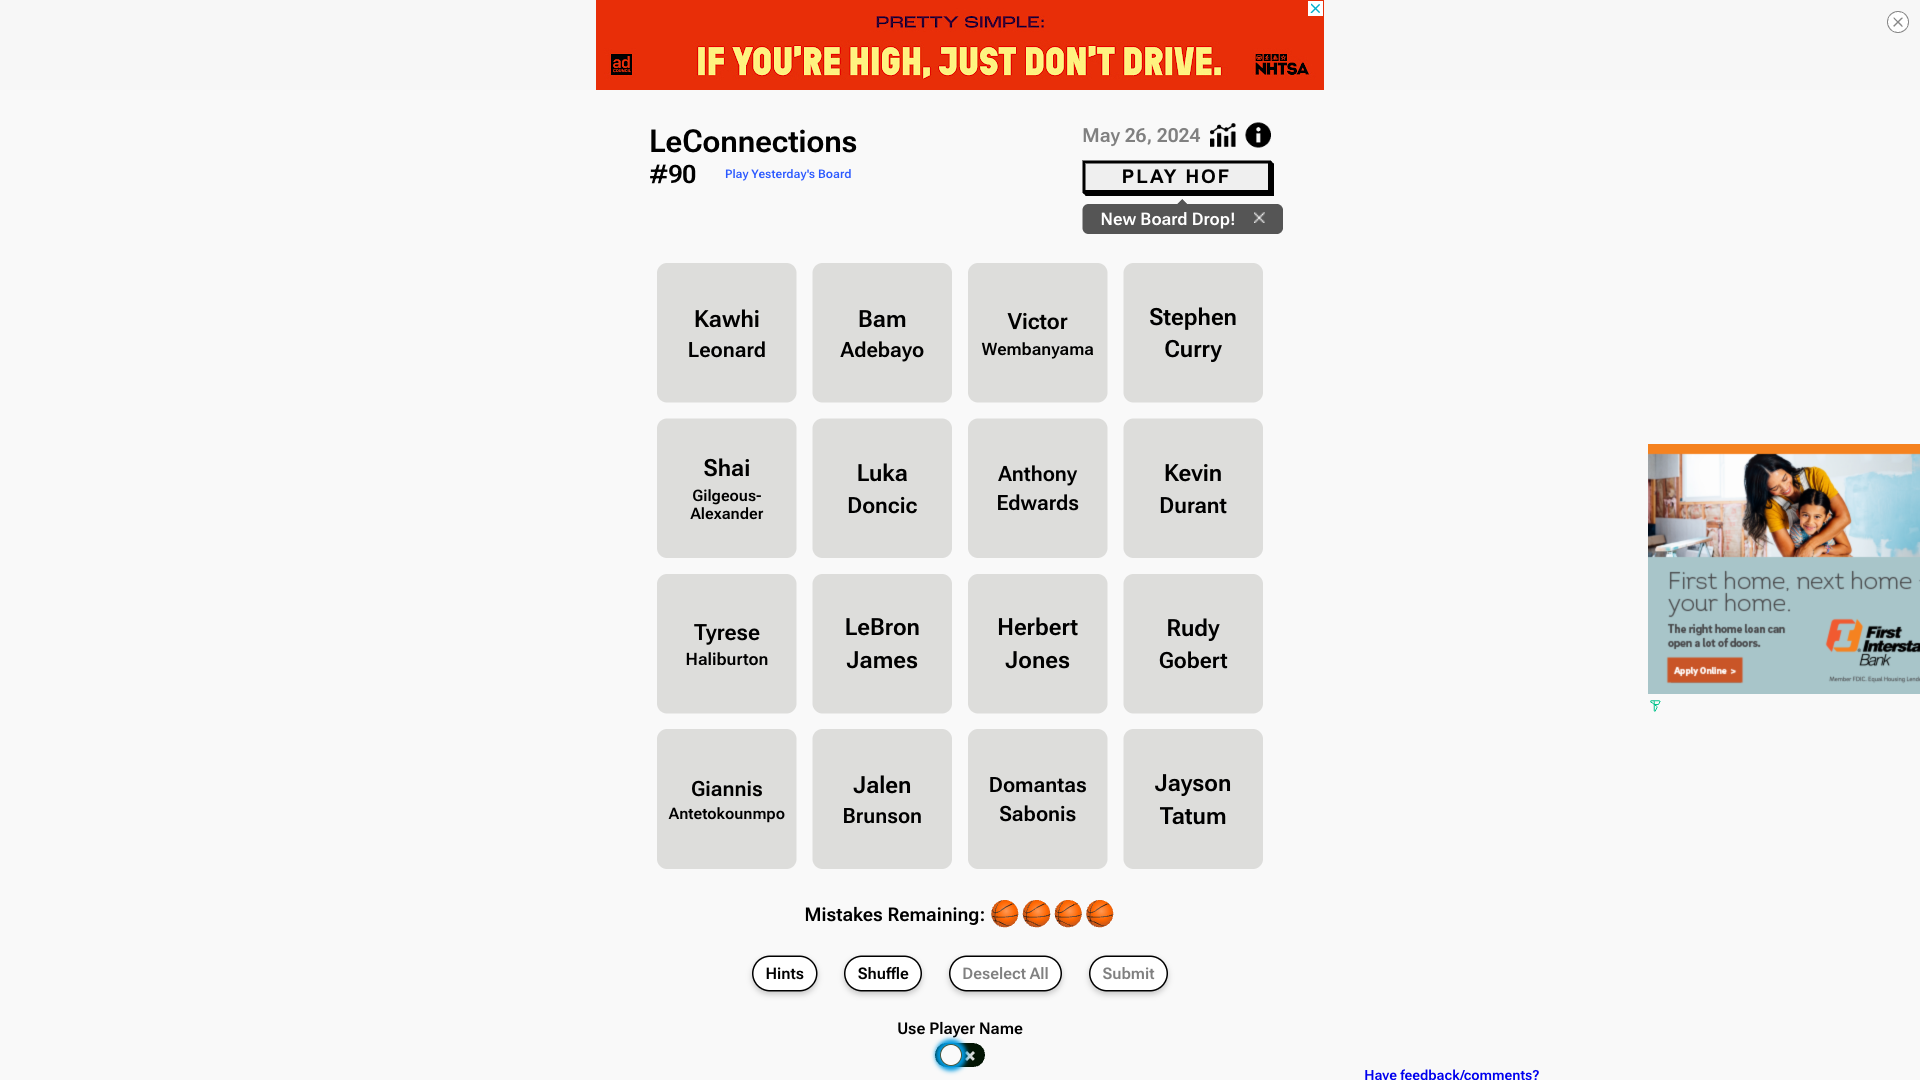 PRETTY SIMPLE:
IF YOU'RE HIGH, JUST DON'T DRIVE.
ad
COUNCIL
NHTSA
LeConnections
#90
Play Yesterday's Board
May 26, 2024
PLAY HOF
New Board Drop!
Kawhi
Leonard
Bam
Adebayo
Victor
Wembanyama
Stephen
Curry
Shai
Gilgeous-
Alexander
Luka
Doncic
Anthony
Edwards
Kevin
Durant
Tyrese
Haliburton
LeBron
James
Herbert
Jones
Rudy
Gobert
Giannis
Antetokounmpo
Jalen
Brunson
Domantas
Sabonis
Jayson
Tatum
Mistakes Remaining:
Hints
Shuffle
Deselect All
Submit
Use Player Name
Have feedback/comments?
First home, next home
your home.
The right home loan can
open a lot of doors.
Apply Online >
First
Intersta
Bank
Member FDIC. Equal Housing Lend